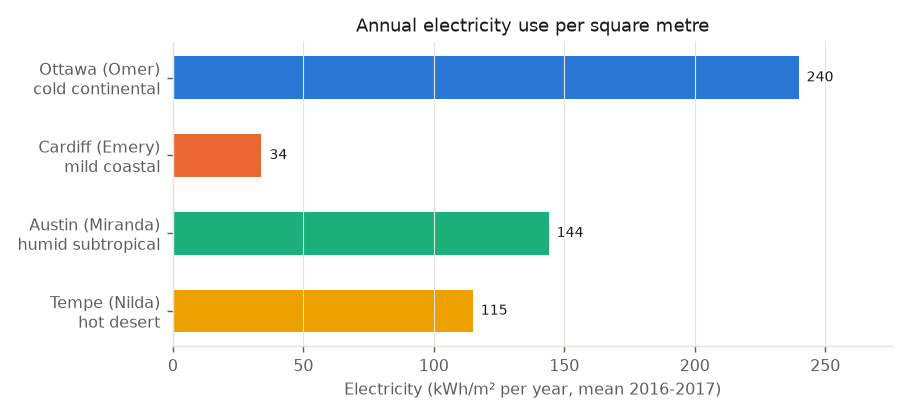 Annual electricity use per square metre
Ottawa (Omer)
cold continental
240
Cardiff (Emery)
mild coastal
34
Austin (Miranda)
humid subtropical
144
Tempe (Nilda)
hot desert
115
0 50 100 150 200 250
Electricity (kWh/m² per year, mean 2016-2017)